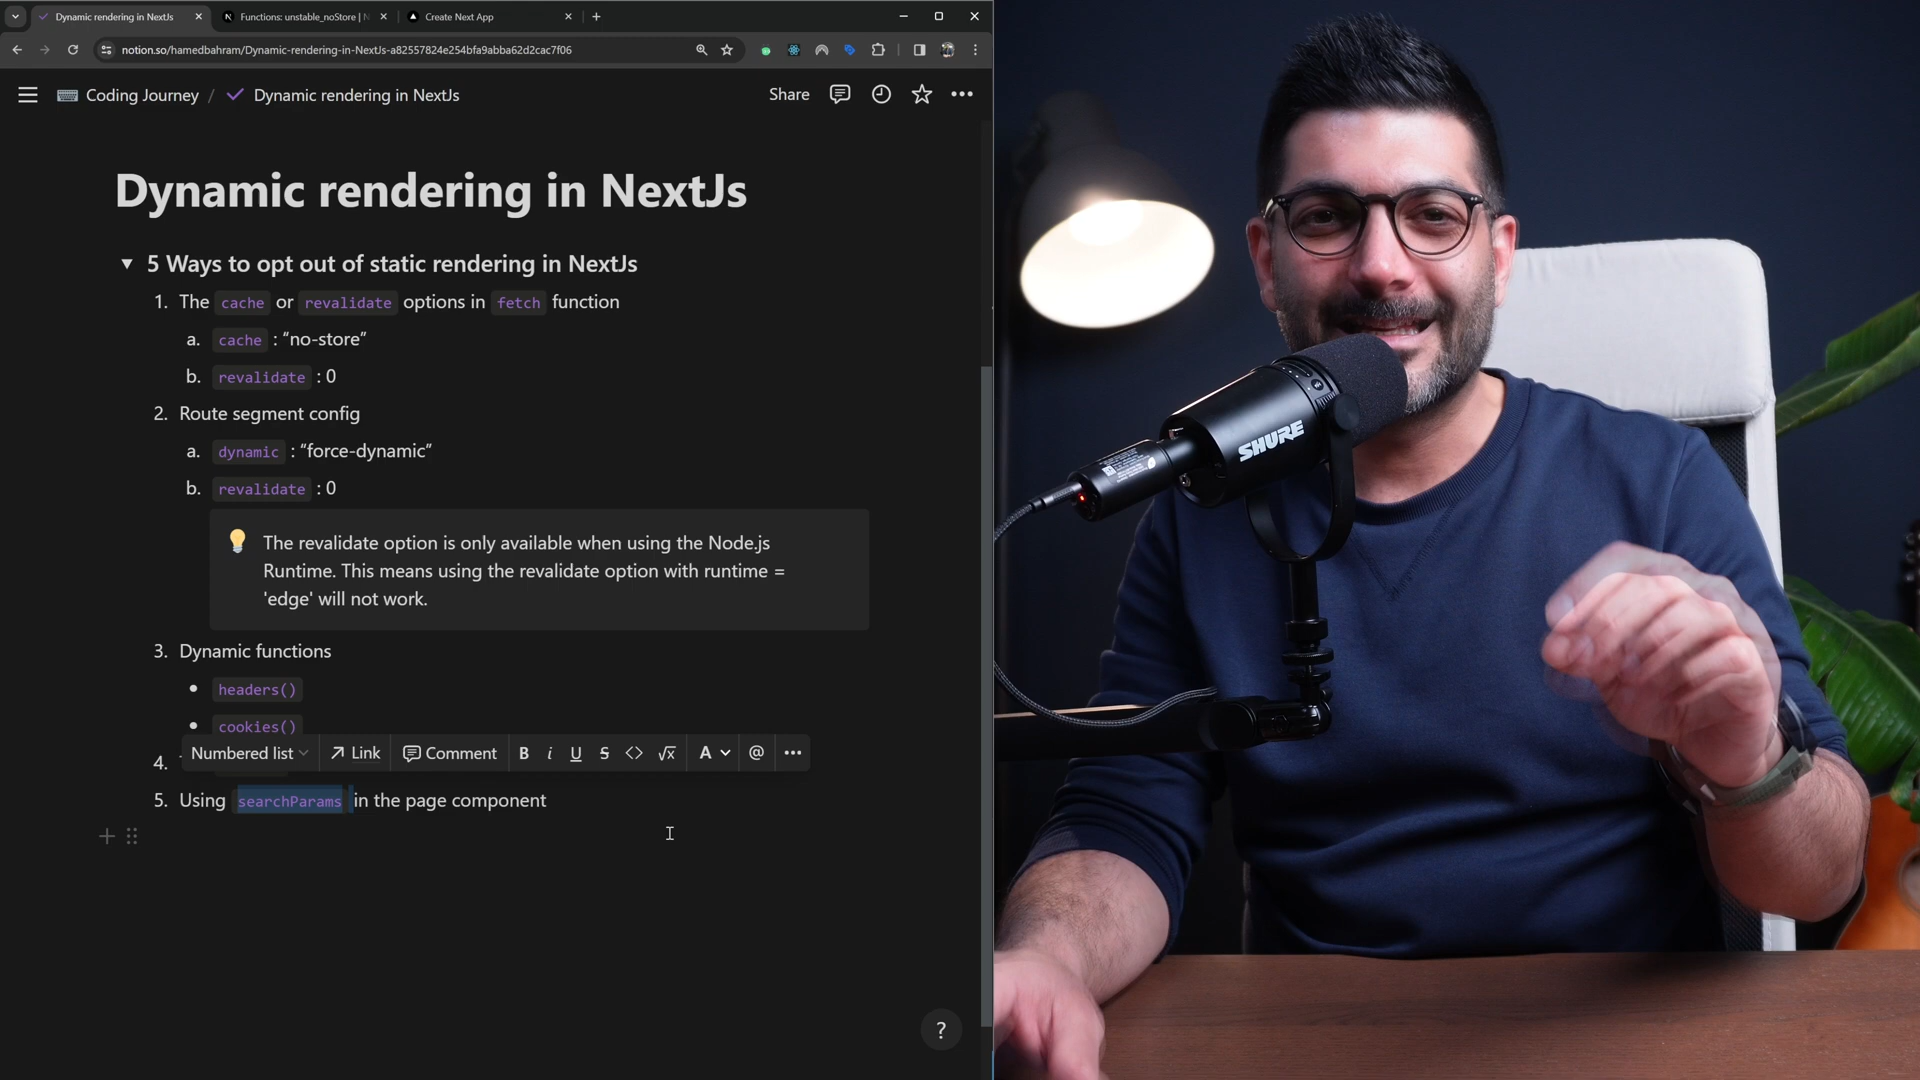 Dynamic rendering in NextJs
Functions: unstable_noStore | N
Create Next App
notion.so/hamedbahram/Dynamic-rendering-in-NextJs-a82557824e254bfa9abba62d2cac7f06
Coding Journey / Dynamic rendering in NextJs
Share
Dynamic rendering in NextJs
5 Ways to opt out of static rendering in NextJs
1. The cache or revalidate options in fetch function
a. cache : “no-store”
b. revalidate : 0
2. Route segment config
a. dynamic : “force-dynamic”
b. revalidate : 0
The revalidate option is only available when using the Node.js
Runtime. This means using the revalidate option with runtime =
'edge' will not work.
3. Dynamic functions
• headers()
• cookies()
Numbered list Link Comment B i U S <> √x A @ •••
4.
5. Using searchParams in the page component
?
SHURE